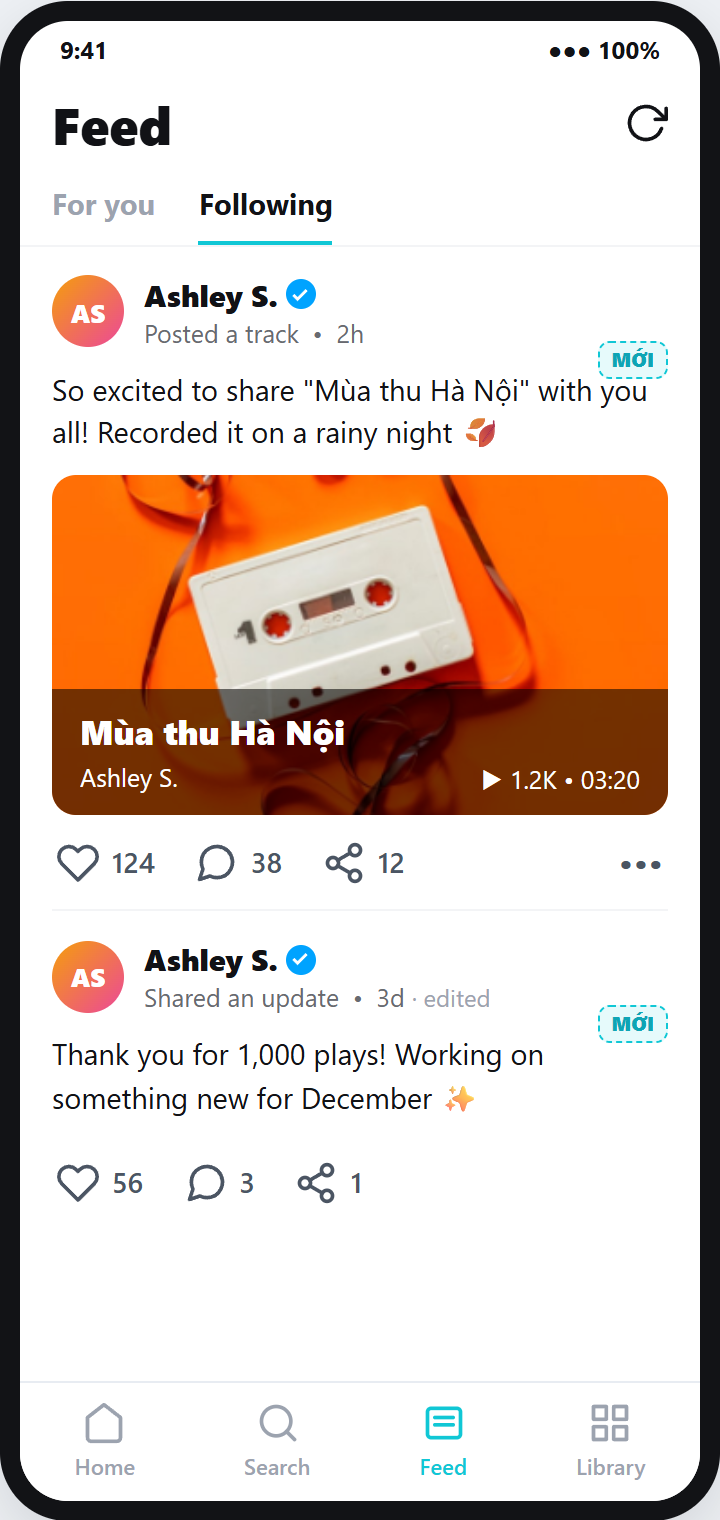 9:41
●●● 100%
Feed
For you
Following
AS
Ashley S.
Posted a track • 2h
MỚI
So excited to share "Mùa thu Hà Nội" with you
all! Recorded it on a rainy night 🍂
1
Mùa thu Hà Nội
Ashley S.
▶ 1.2K • 03:20
124
38
12
•••
AS
Ashley S.
Shared an update • 3d · edited
MỚI
Thank you for 1,000 plays! Working on
something new for December ✨
56
3
1
Home
Search
Feed
Library